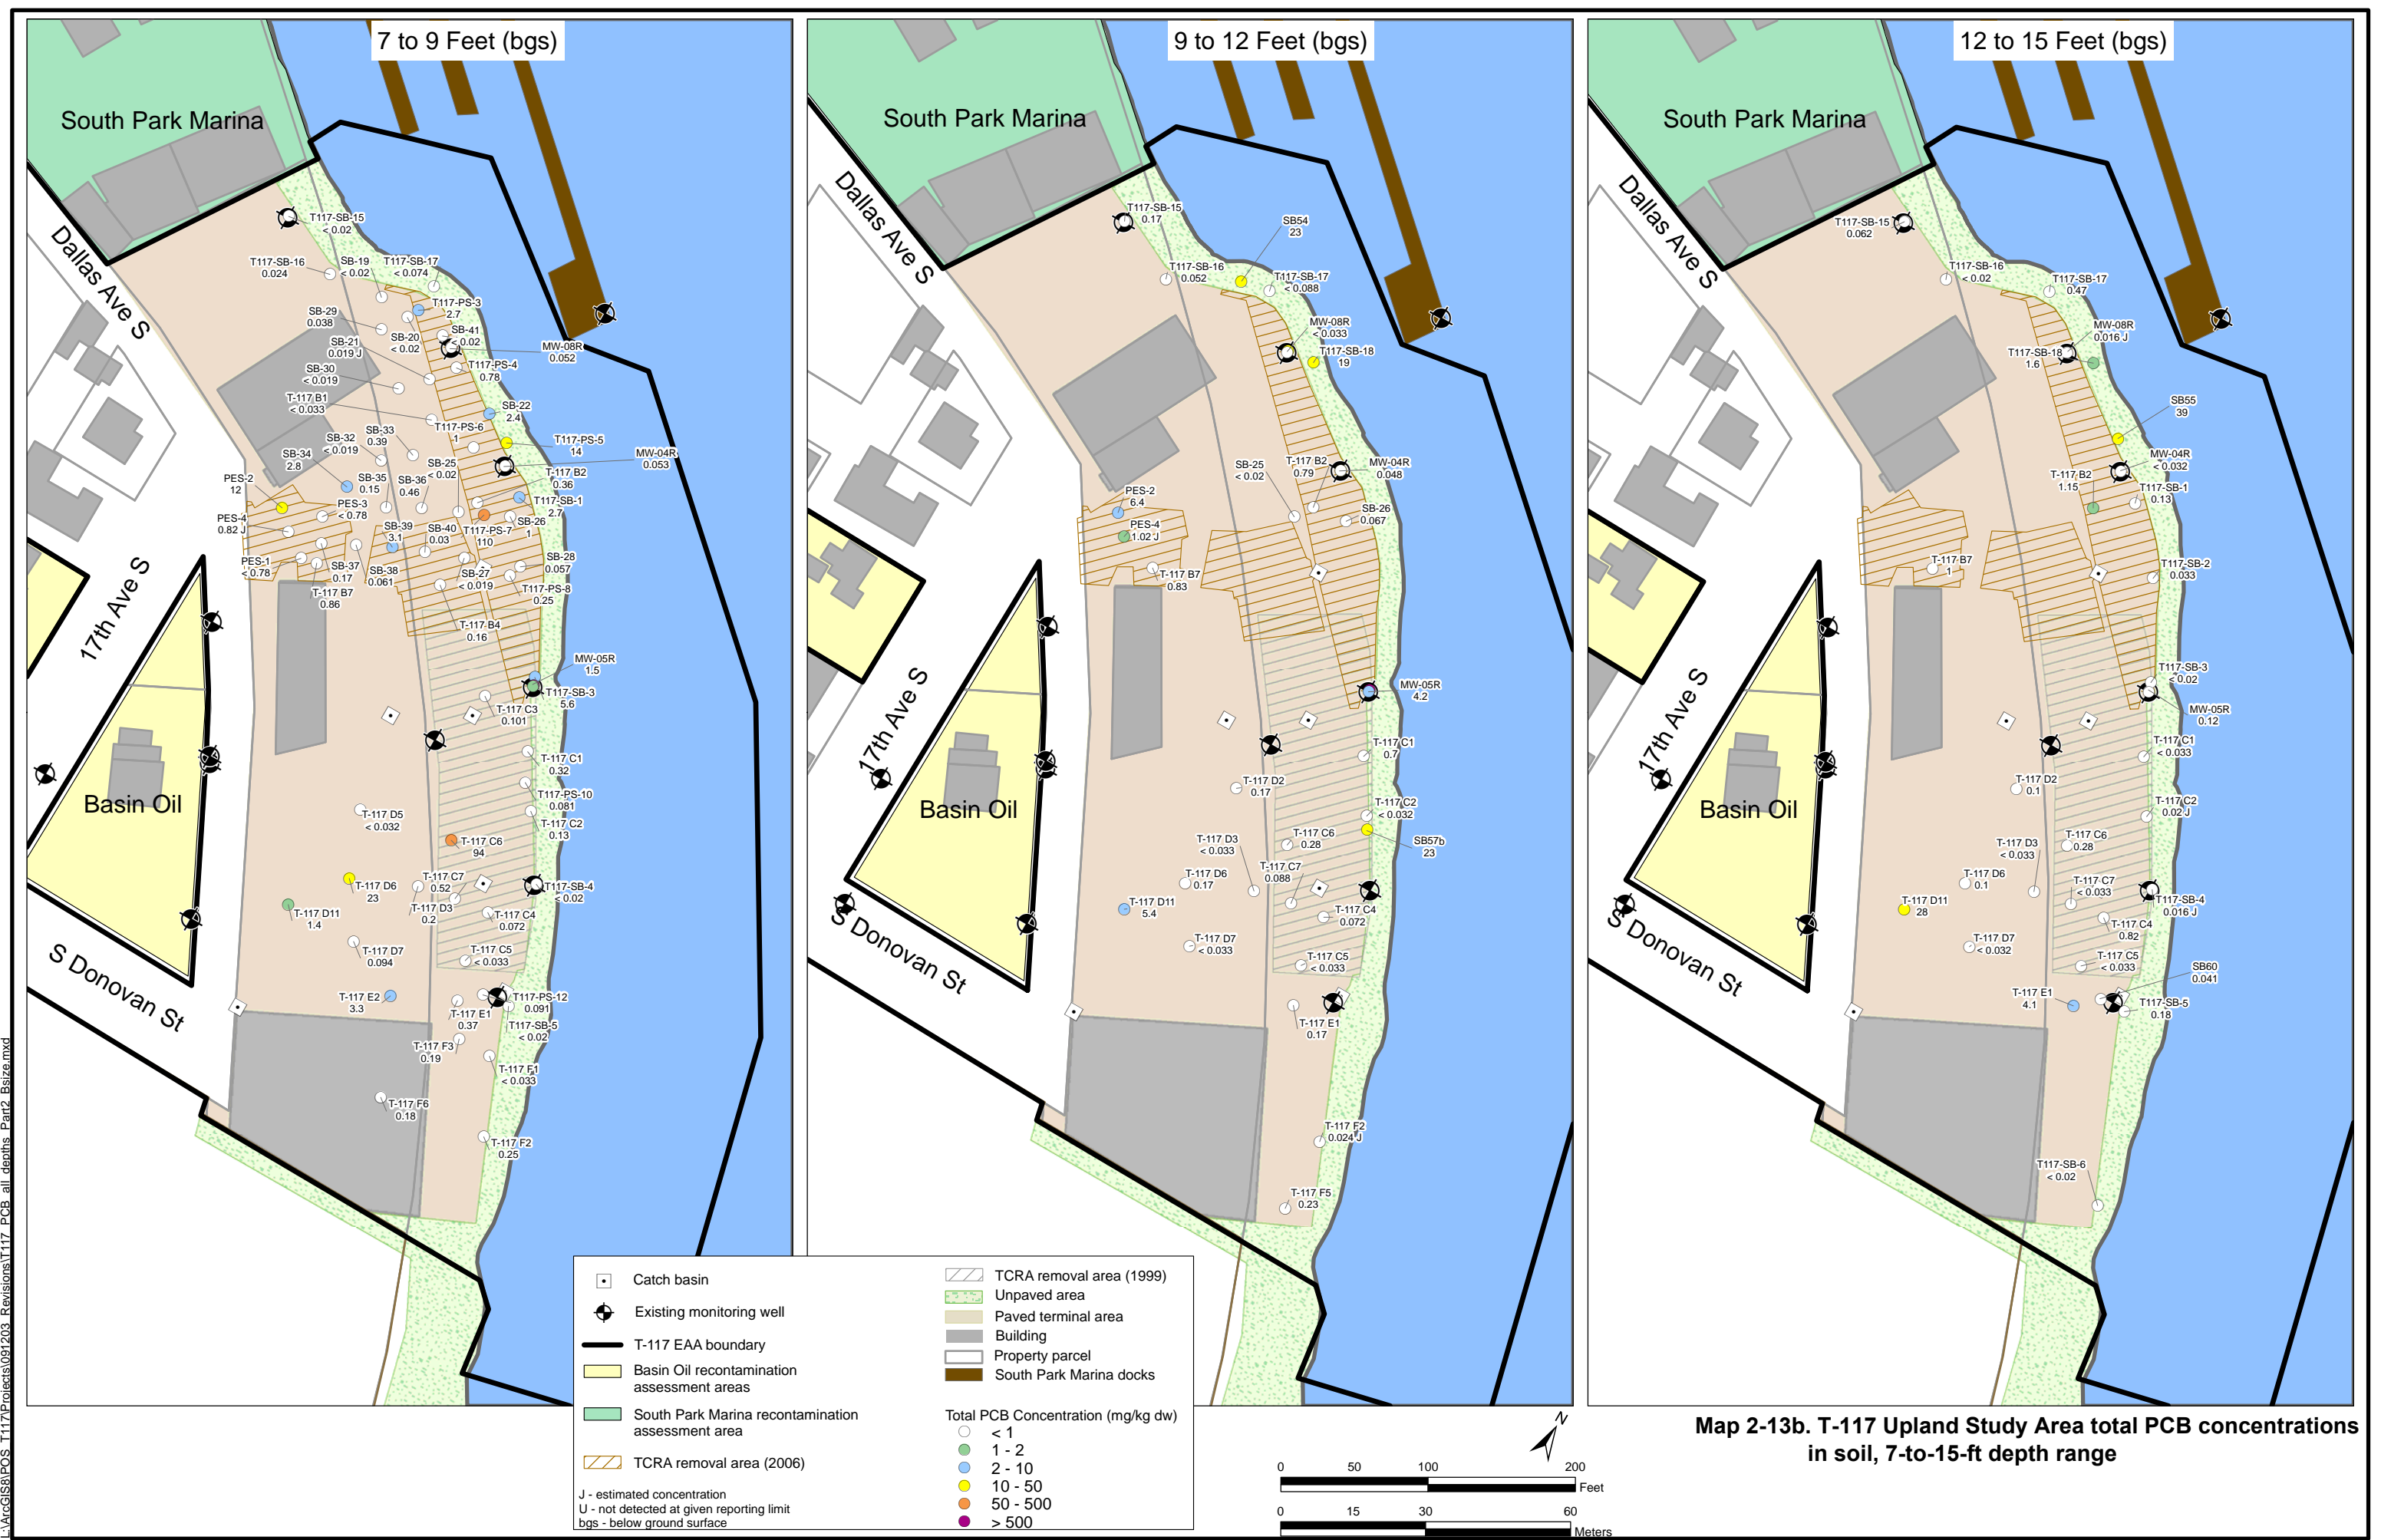 7 to 9 Feet (bgs)
South Park Marina
Dallas Ave S
17th Ave S
Basin Oil
S Donovan St
T117-SB-15
< 0.02
T117-SB-16
0.024
SB-19
< 0.02
T117-SB-17
< 0.074
T117-PS-3
2.7
SB-29
0.038
SB-20
< 0.02
SB-41
< 0.02
SB-21
0.019 J
MW-08R
0.052
T117-PS-4
0.78
SB-30
< 0.019
T-117 B1
< 0.033
SB-22
2.4
T117-PS-6
1
T117-PS-5
14
SB-33
0.39
SB-32
< 0.019
SB-34
2.8
MW-04R
0.053
SB-25
< 0.02
T-117 B2
0.36
PES-2
12
SB-35
0.15
SB-36
0.46
T117-SB-1
2.7
PES-3
< 0.78
PES-4
0.82 J
SB-39
3.1
SB-40
0.03
T117-PS-7
110
SB-26
1
PES-1
< 0.78
SB-37
0.17
SB-38
0.061
SB-27
< 0.019
SB-28
0.057
T-117 B7
0.86
T117-PS-8
0.25
T-117 B4
0.16
MW-05R
1.5
T117-SB-3
5.6
T-117 C3
0.101
T-117 C1
0.32
T117-PS-10
0.081
T-117 C2
0.13
T-117 D5
< 0.032
T-117 C6
94
T-117 D6
23
T-117 C7
0.52
T117-SB-4
< 0.02
T-117 D3
0.2
T-117 D11
1.4
T-117 C4
0.072
T-117 D7
0.094
T-117 C5
< 0.033
T-117 E2
3.3
T117-PS-12
0.091
T-117 E1
0.37
T117-SB-5
< 0.02
T-117 F3
0.19
T-117 F1
< 0.033
T-117 F6
0.18
T-117 F2
0.25
9 to 12 Feet (bgs)
South Park Marina
Dallas Ave S
17th Ave S
Basin Oil
S Donovan St
T117-SB-15
0.17
SB54
23
T117-SB-16
0.052
T117-SB-17
< 0.088
MW-08R
< 0.033
T117-SB-18
19
SB-25
< 0.02
T-117 B2
0.79
MW-04R
0.048
PES-2
6.4
SB-26
0.067
PES-4
1.02 J
T-117 B7
0.83
MW-05R
4.2
T-117 C1
0.7
T-117 D2
0.17
T-117 C2
< 0.032
T-117 D3
< 0.033
T-117 C6
0.28
SB57b
23
T-117 C7
0.088
T-117 D6
0.17
T-117 D11
5.4
T-117 C4
0.072
T-117 D7
< 0.033
T-117 C5
< 0.033
T-117 E1
0.17
T-117 F2
0.024 J
T-117 F5
0.23
12 to 15 Feet (bgs)
South Park Marina
Dallas Ave S
17th Ave S
Basin Oil
S Donovan St
T117-SB-15
0.062
T117-SB-16
< 0.02
T117-SB-17
0.47
MW-08R
0.016 J
T117-SB-18
1.6
SB55
39
MW-04R
< 0.032
T-117 B2
1.15
T117-SB-1
0.13
T-117 B7
1
T117-SB-2
0.033
T117-SB-3
< 0.02
MW-05R
0.12
T-117 C1
< 0.033
T-117 D2
0.1
T-117 C2
0.02 J
T-117 D3
< 0.033
T-117 C6
0.28
T-117 D6
0.1
T-117 C7
< 0.033
T-117 D11
28
T117-SB-4
0.016 J
T-117 C4
0.82
T-117 D7
< 0.032
T-117 C5
< 0.033
SB60
0.041
T-117 E1
4.1
T117-SB-5
0.18
T117-SB-6
< 0.02
Catch basin
Existing monitoring well
T-117 EAA boundary
Basin Oil recontamination
assessment areas
South Park Marina recontamination
assessment area
TCRA removal area (2006)
J - estimated concentration
U - not detected at given reporting limit
bgs - below ground surface
TCRA removal area (1999)
Unpaved area
Paved terminal area
Building
Property parcel
South Park Marina docks
Total PCB Concentration (mg/kg dw)
< 1
1 - 2
2 - 10
10 - 50
50 - 500
> 500
N
0 50 100 200
Feet
0 15 30 60
Meters
Map 2-13b. T-117 Upland Study Area total PCB concentrations
in soil, 7-to-15-ft depth range
L:\ArcGIS8\POS_T117\Projects\091203_Revisions\T117_PCB_all_depths_Part2_Bsize.mxd